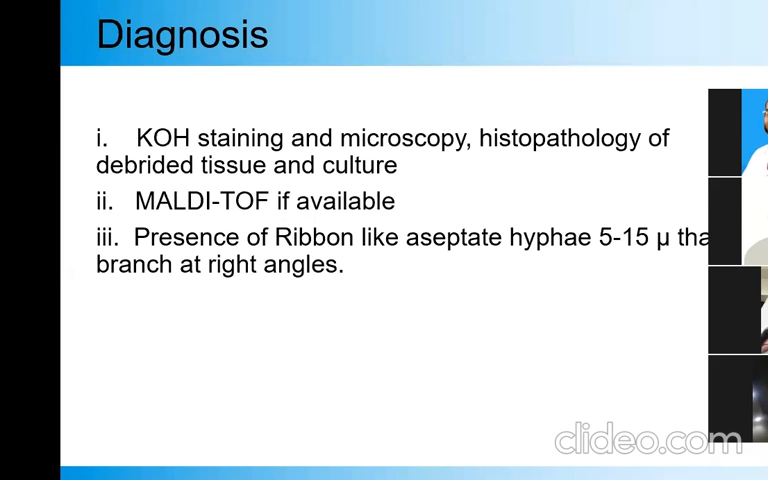 Diagnosis
i. KOH staining and microscopy, histopathology of
debrided tissue and culture
ii. MALDI-TOF if available
iii. Presence of Ribbon like aseptate hyphae 5-15 µ tha
branch at right angles.
clideo.com